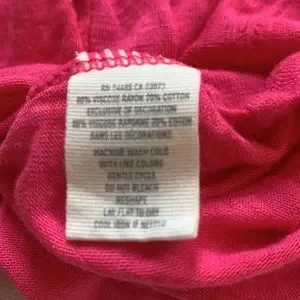 RN 54485 CA 03873
80% VISCOSE RAYON 20% COTTON
EXCLUSIVE OF DECORATION
80% VISCOSE RAYONNE 20% COTON
SANS LES DECORATIONS
MACHINE WASH COLD
WITH LIKE COLORS
GENTLE CYCLE
DO NOT BLEACH
RESHAPE
LAY FLAT TO DRY
COOL IRON IF NEEDED